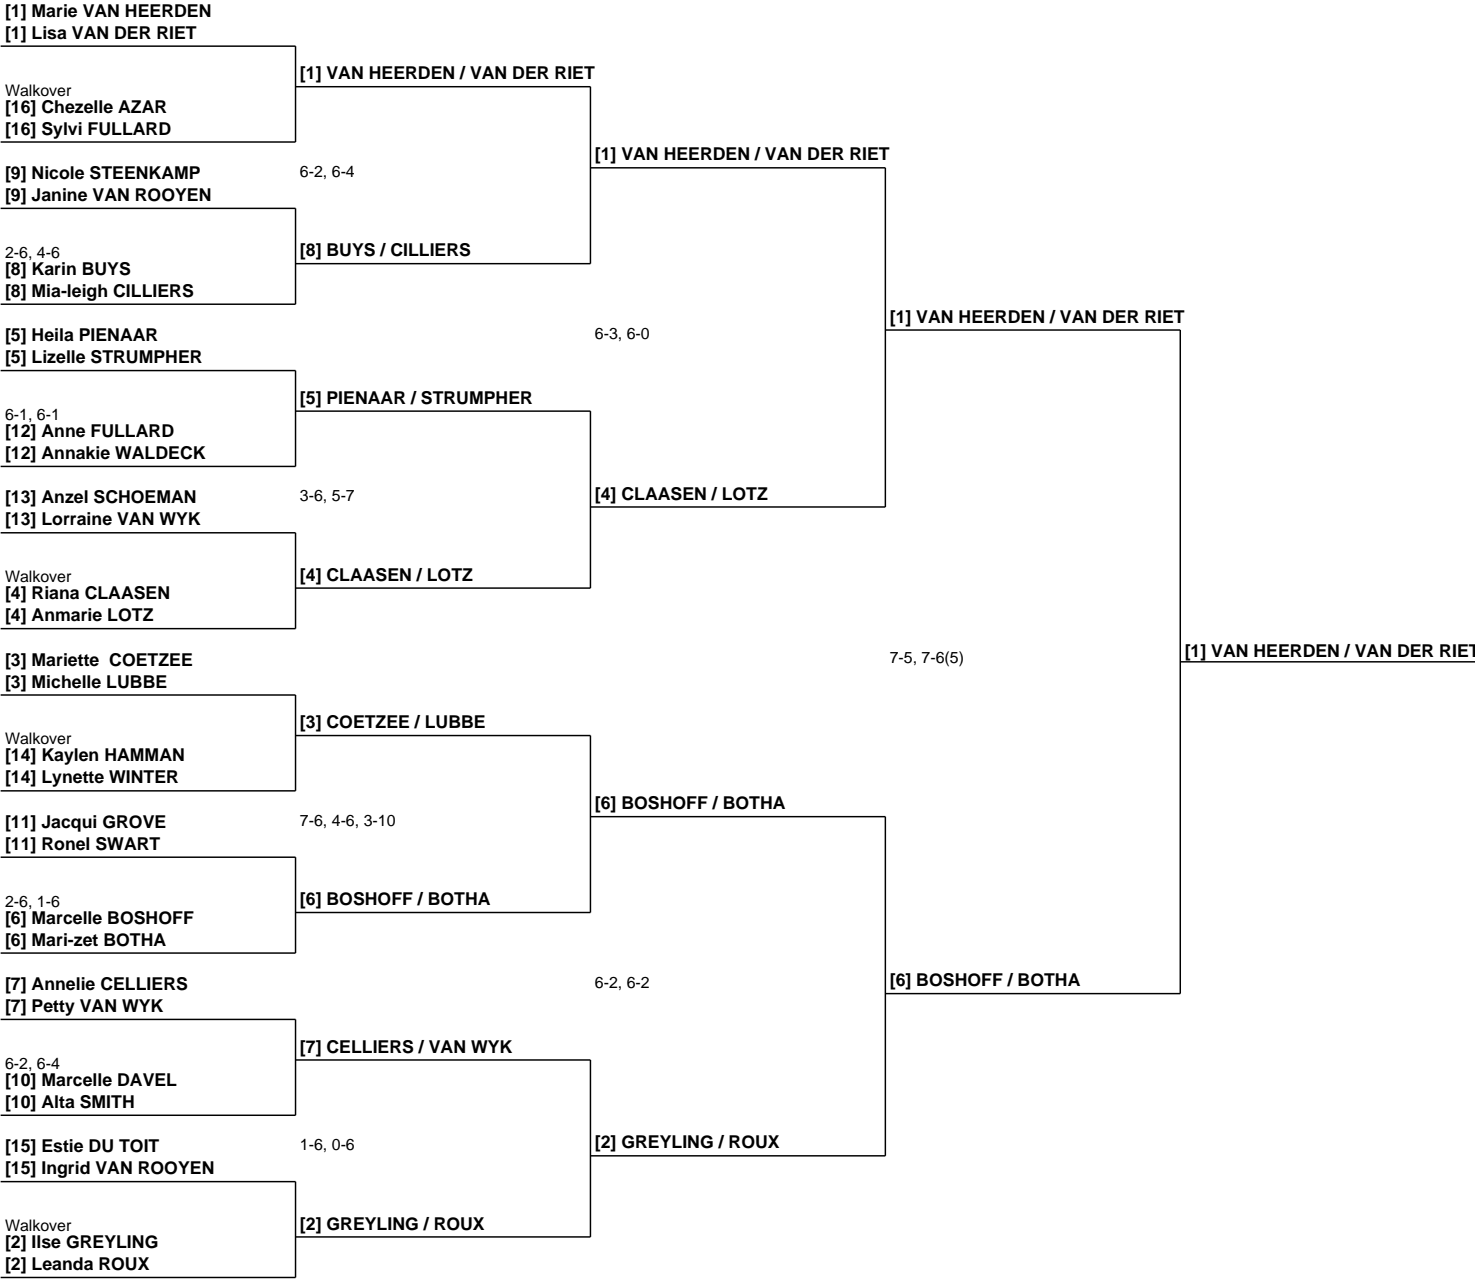 [1] Marie VAN HEERDEN
[1] Lisa VAN DER RIET
Walkover
[16] Chezelle AZAR
[16] Sylvi FULLARD
[9] Nicole STEENKAMP
[9] Janine VAN ROOYEN
2-6, 4-6
[8] Karin BUYS
[8] Mia-leigh CILLIERS
[5] Heila PIENAAR
[5] Lizelle STRUMPHER
6-1, 6-1
[12] Anne FULLARD
[12] Annakie WALDECK
[13] Anzel SCHOEMAN
[13] Lorraine VAN WYK
Walkover
[4] Riana CLAASEN
[4] Anmarie LOTZ
[3] Mariette  COETZEE
[3] Michelle LUBBE
Walkover
[14] Kaylen HAMMAN
[14] Lynette WINTER
[11] Jacqui GROVE
[11] Ronel SWART
2-6, 1-6
[6] Marcelle BOSHOFF
[6] Mari-zet BOTHA
[7] Annelie CELLIERS
[7] Petty VAN WYK
6-2, 6-4
[10] Marcelle DAVEL
[10] Alta SMITH
[15] Estie DU TOIT
[15] Ingrid VAN ROOYEN
Walkover
[2] Ilse GREYLING
[2] Leanda ROUX
[1] VAN HEERDEN / VAN DER RIET
6-2, 6-4
[8] BUYS / CILLIERS
[5] PIENAAR / STRUMPHER
3-6, 5-7
[4] CLAASEN / LOTZ
[3] COETZEE / LUBBE
7-6, 4-6, 3-10
[6] BOSHOFF / BOTHA
[7] CELLIERS / VAN WYK
1-6, 0-6
[2] GREYLING / ROUX
[1] VAN HEERDEN / VAN DER RIET
6-3, 6-0
[4] CLAASEN / LOTZ
[6] BOSHOFF / BOTHA
6-2, 6-2
[2] GREYLING / ROUX
[1] VAN HEERDEN / VAN DER RIET
7-5, 7-6(5)
[6] BOSHOFF / BOTHA
[1] VAN HEERDEN / VAN DER RIET